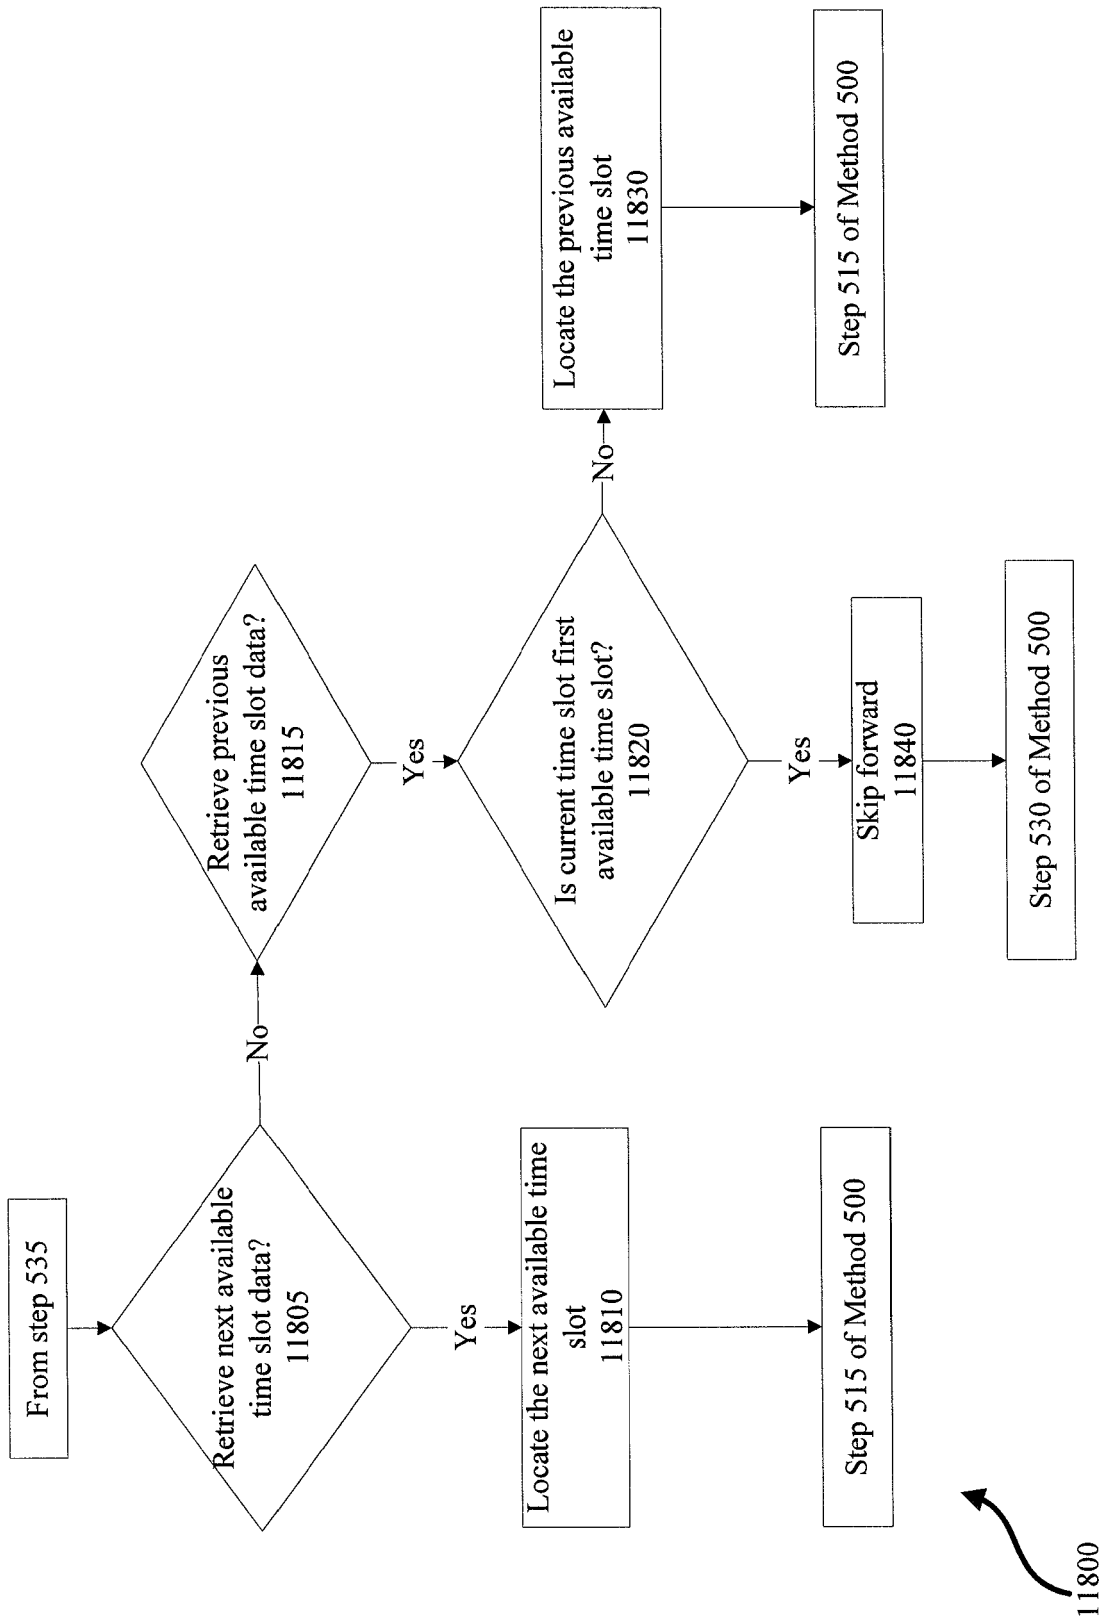 From step 535
Retrieve next available
time slot data?
11805
No
Retrieve previous
available time slot data?
11815
Yes
Locate the next available time
slot
11810
Step 515 of Method 500
Yes
Is current time slot first
available time slot?
11820
No
Locate the previous available
time slot
11830
Step 515 of Method 500
Yes
Skip forward
11840
Step 530 of Method 500
11800